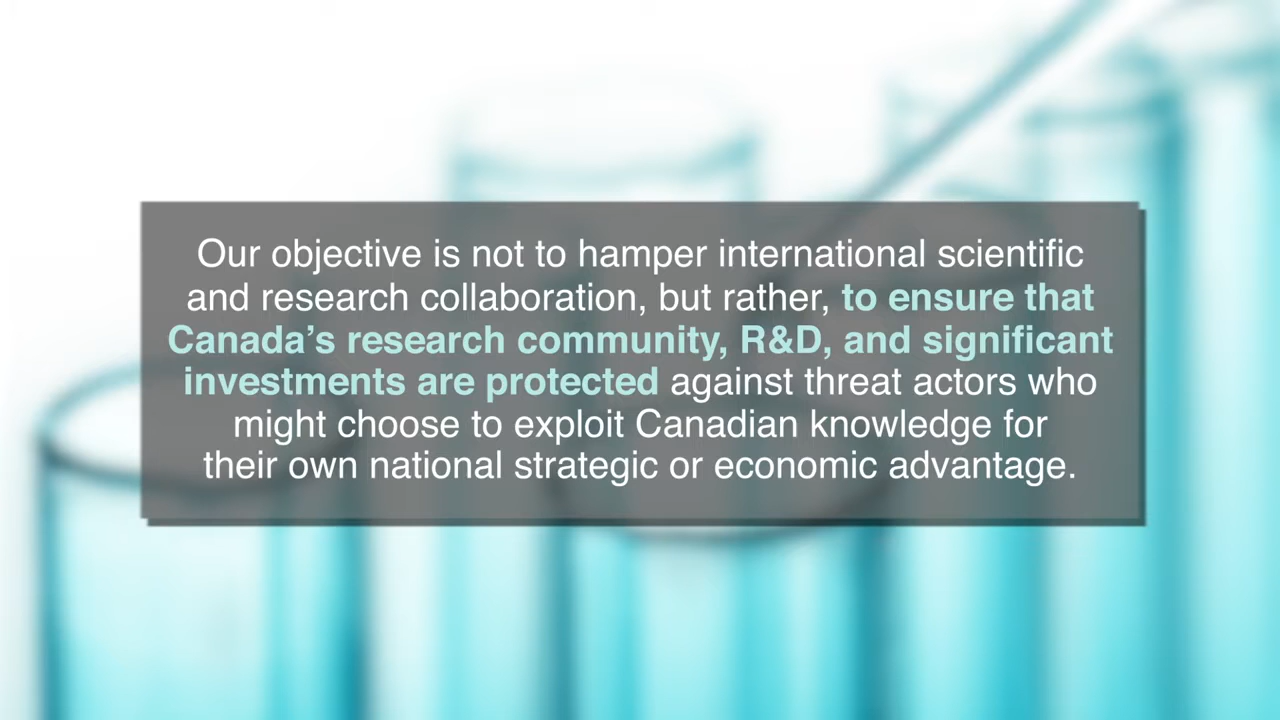 Our objective is not to hamper international scientific
and research collaboration, but rather, to ensure that
Canada’s research community, R&D, and significant
investments are protected against threat actors who
might choose to exploit Canadian knowledge for
their own national strategic or economic advantage.